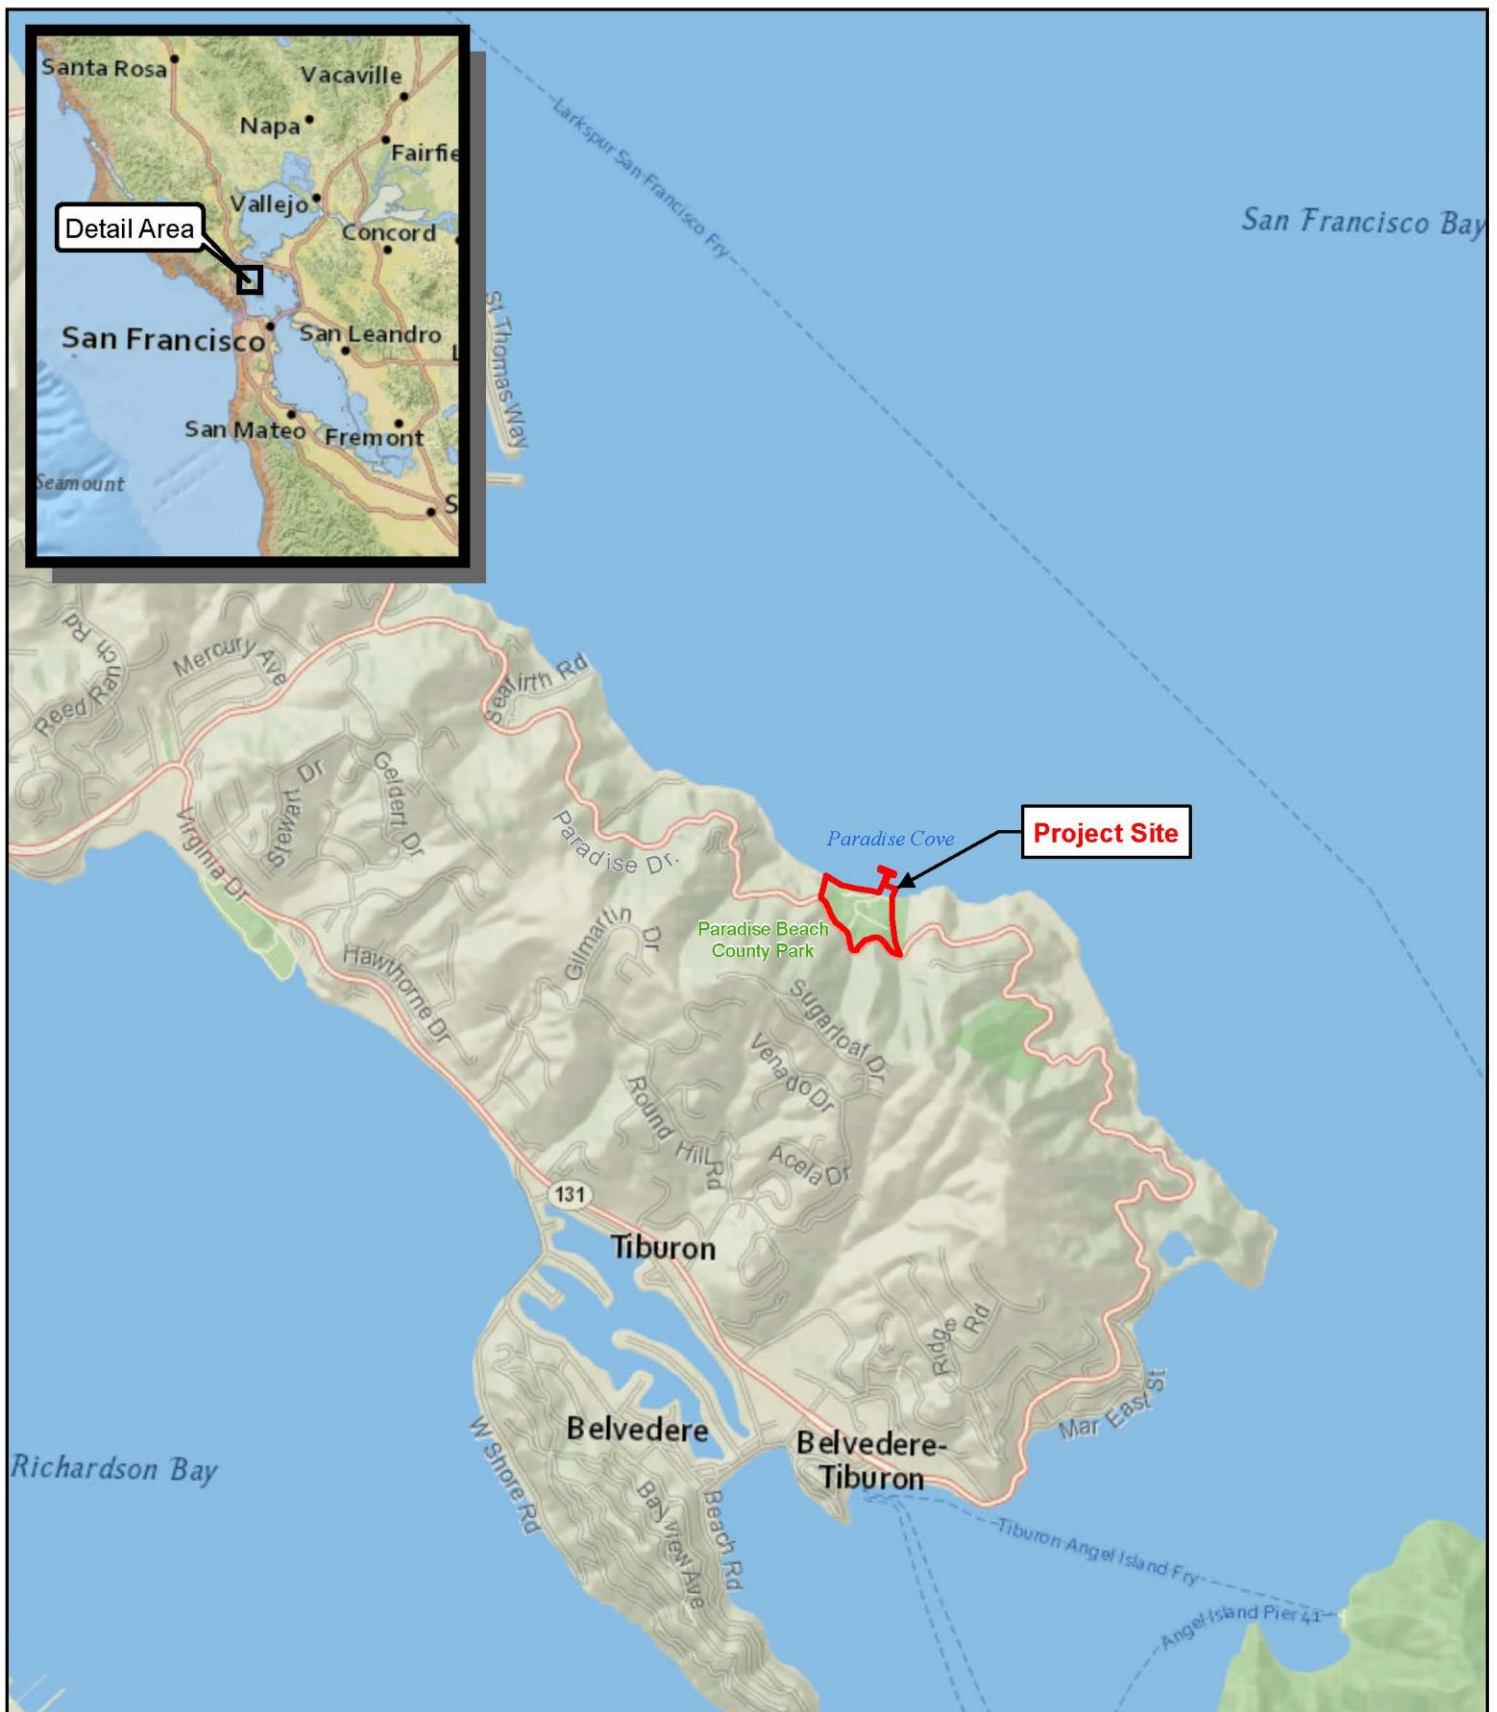 Santa Rosa
Vacaville
Napa
Fairfie
Vallejo
Concord
Detail Area
San Francisco
San Leandro
L
San Mateo
Fremont
Seamount
S
Larkspur San Francisco Fry
San Francisco Bay
St Thomas Way
Reed Ranch Rd
Mercury Ave
Seafirth Rd
Stewart Dr
Geldert Dr
Virginia Dr
Paradise Dr.
Paradise Cove
Project Site
Paradise Beach
County Park
Gilmartin Dr
Hawthorne Dr
Sugarloaf Dr
Venado Dr
Round Hill Rd
Acela Dr
131
Tiburon
Ridge Rd
Mar East St
Belvedere
Belvedere-
Tiburon
Richardson Bay
W Shore Rd
Bayview Ave
Beach Rd
Tiburon Angel Island Fry
Angel Island Pier 41